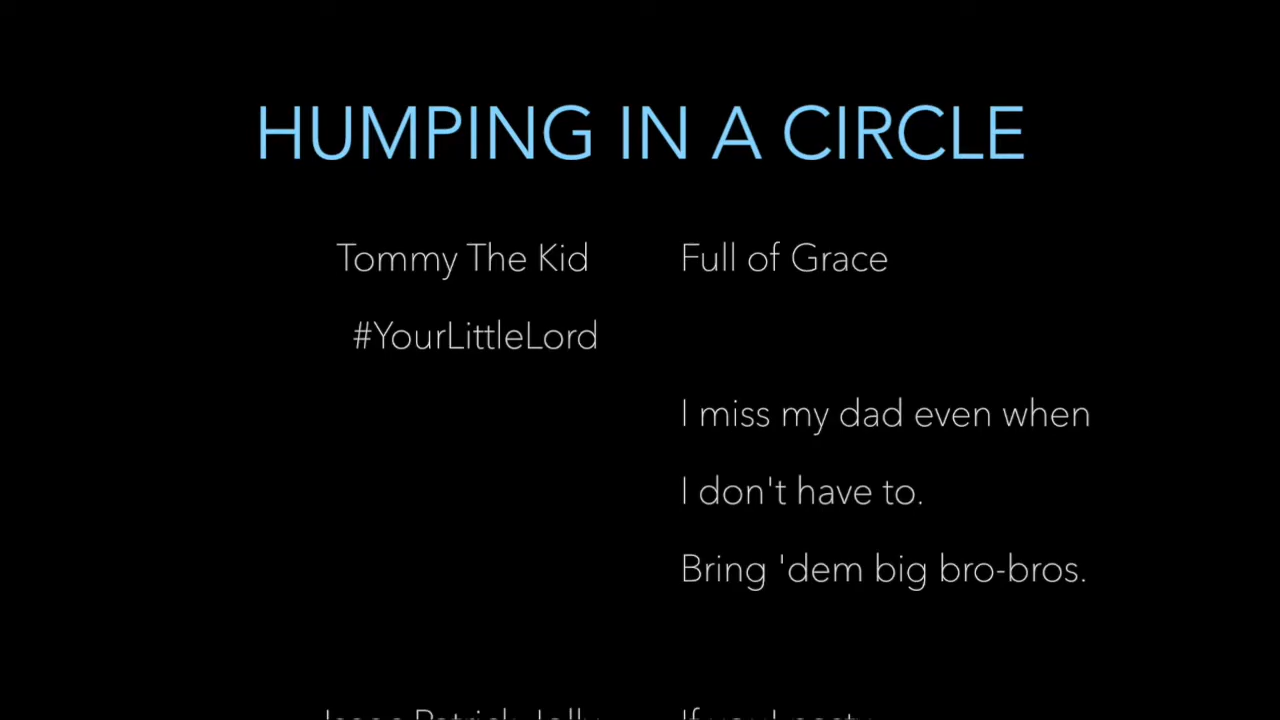 HUMPING IN A CIRCLE
Tommy The Kid Full of Grace
#YourLittleLord
I miss my dad even when
I don't have to.
Bring 'dem big bro-bros.
Patrick